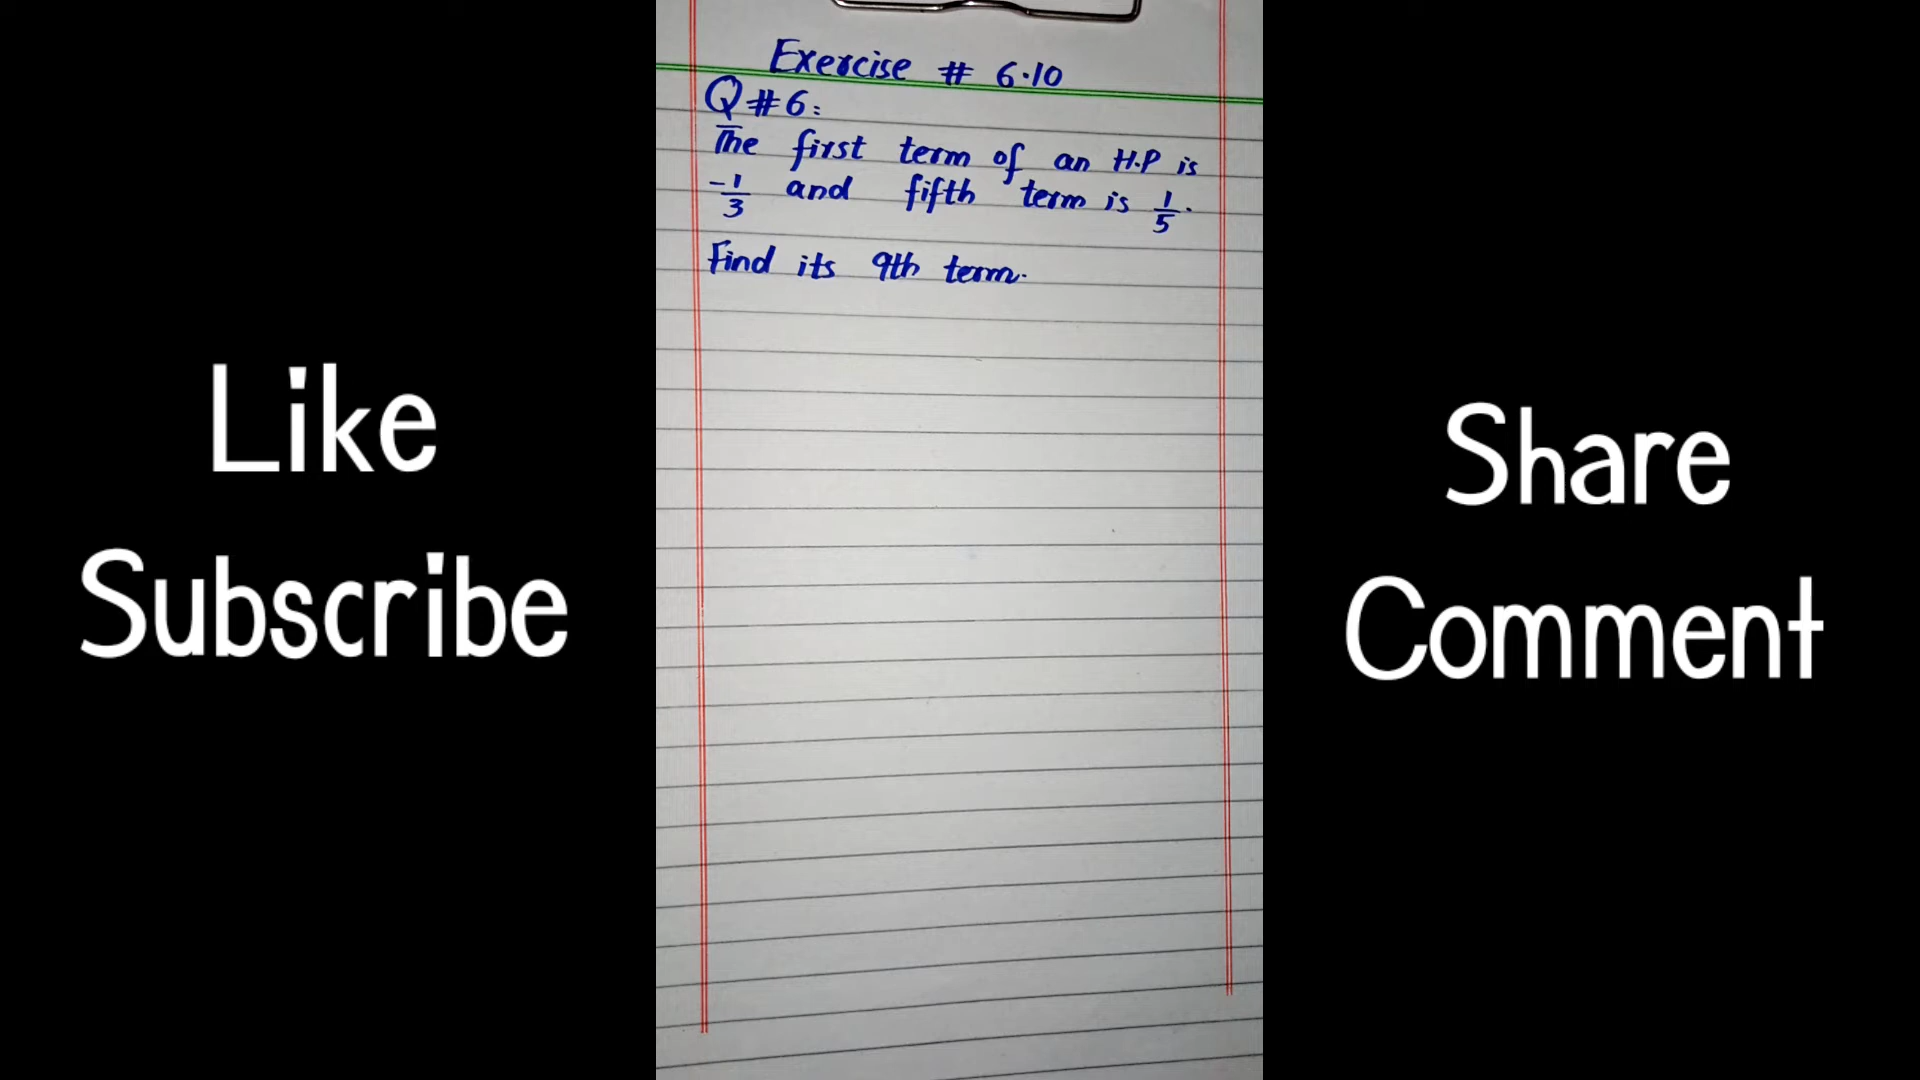 Exercise # 6.10
Q # 6:
The first term of an H.P is
-1/3 and fifth term is 1/5.
Find its 9th term.
Like
Subscribe
Share
Comment